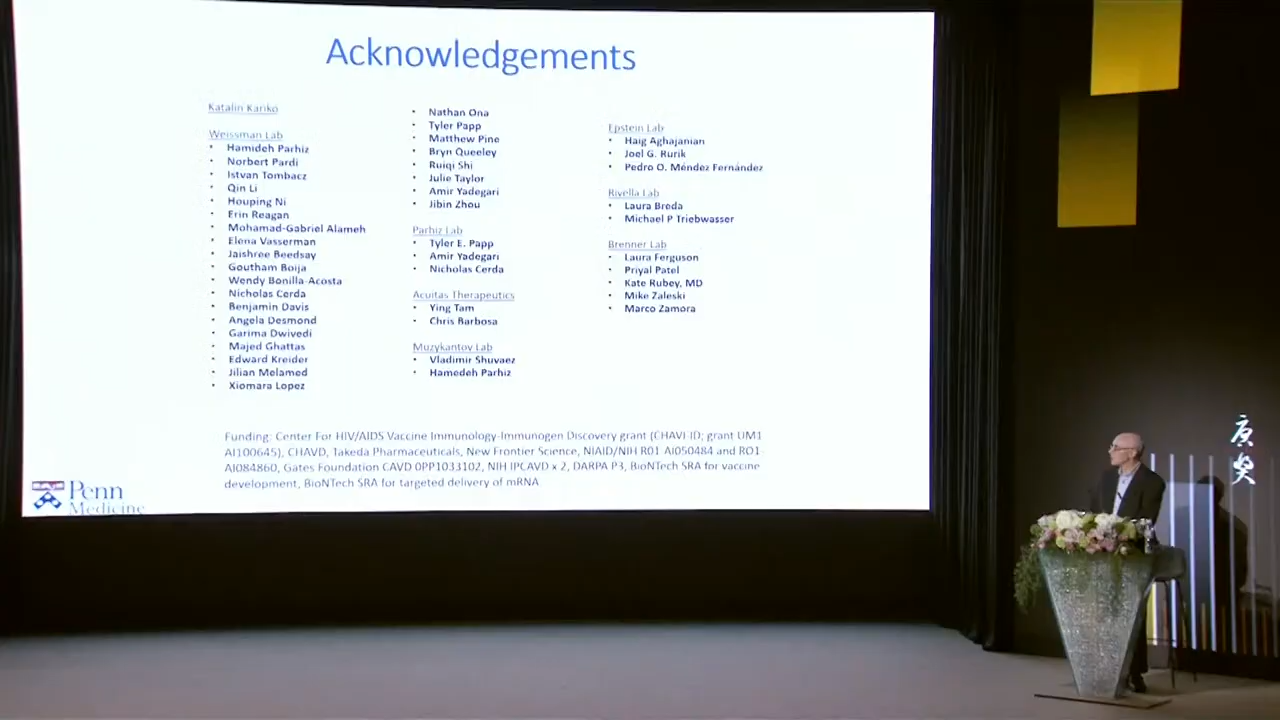 Acknowledgements
Katalin Kariko
Weissman Lab
• Hamideh Parhiz
• Norbert Pardi
• Istvan Tombacz
• Qin Li
• Houping Ni
• Erin Reagan
• Mohamad-Gabriel Alameh
• Elena Vasserman
• Jaishree Beedsay
• Goutham Boija
• Wendy Bonilla-Acosta
• Nicholas Cerda
• Benjamin Davis
• Angela Desmond
• Garima Dwivedi
• Majed Ghattas
• Edward Kreider
• Jilian Melamed
• Xiomara Lopez
• Nathan Ona
• Tyler Papp
• Matthew Pine
• Bryn Queeley
• Ruiqi Shi
• Julie Taylor
• Amir Yadegari
• Jibin Zhou
Parhiz Lab
• Tyler E. Papp
• Amir Yadegari
• Nicholas Cerda
Acuitas Therapeutics
• Ying Tam
• Chris Barbosa
Muzykantov Lab
• Vladimir Shuvaez
• Hamedeh Parhiz
Epstein Lab
• Haig Aghajanian
• Joel G. Rurik
• Pedro O. Méndez Fernández
Rivella Lab
• Laura Breda
• Michael P Triebwasser
Brenner Lab
• Laura Ferguson
• Priyal Patel
• Kate Rubey, MD
• Mike Zaleski
• Marco Zamora
Funding: Center For HIV/AIDS Vaccine Immunology-Immunogen Discovery grant (CHAVI-ID; grant UM1
AI100645), CHAVD, Takeda Pharmaceuticals, New Frontier Science, NIAID/NIH R01 AI050484 and RO1-
AI084860, Gates Foundation CAVD OPP1033102, NIH IPCAVD x 2, DARPA P3, BioNTech SRA for vaccine
development, BioNTech SRA for targeted delivery of mRNA
Penn
Medicine